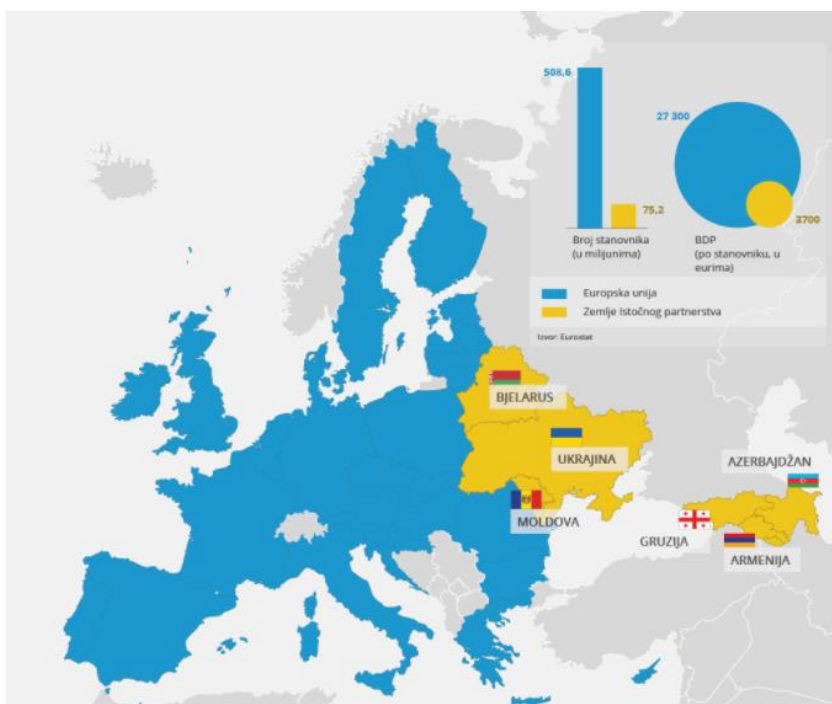 508,6
27 300
75,2
3700
Broj stanovnika
(u milijunima)
BDP
(po stanovniku, u
eurima)
Europska unija
Zemlje Istočnog partnerstva
Izvor: Eurostat
BJELARUS
UKRAJINA
AZERBAJDŽAN
MOLDOVA
GRUZIJA
ARMENIJA